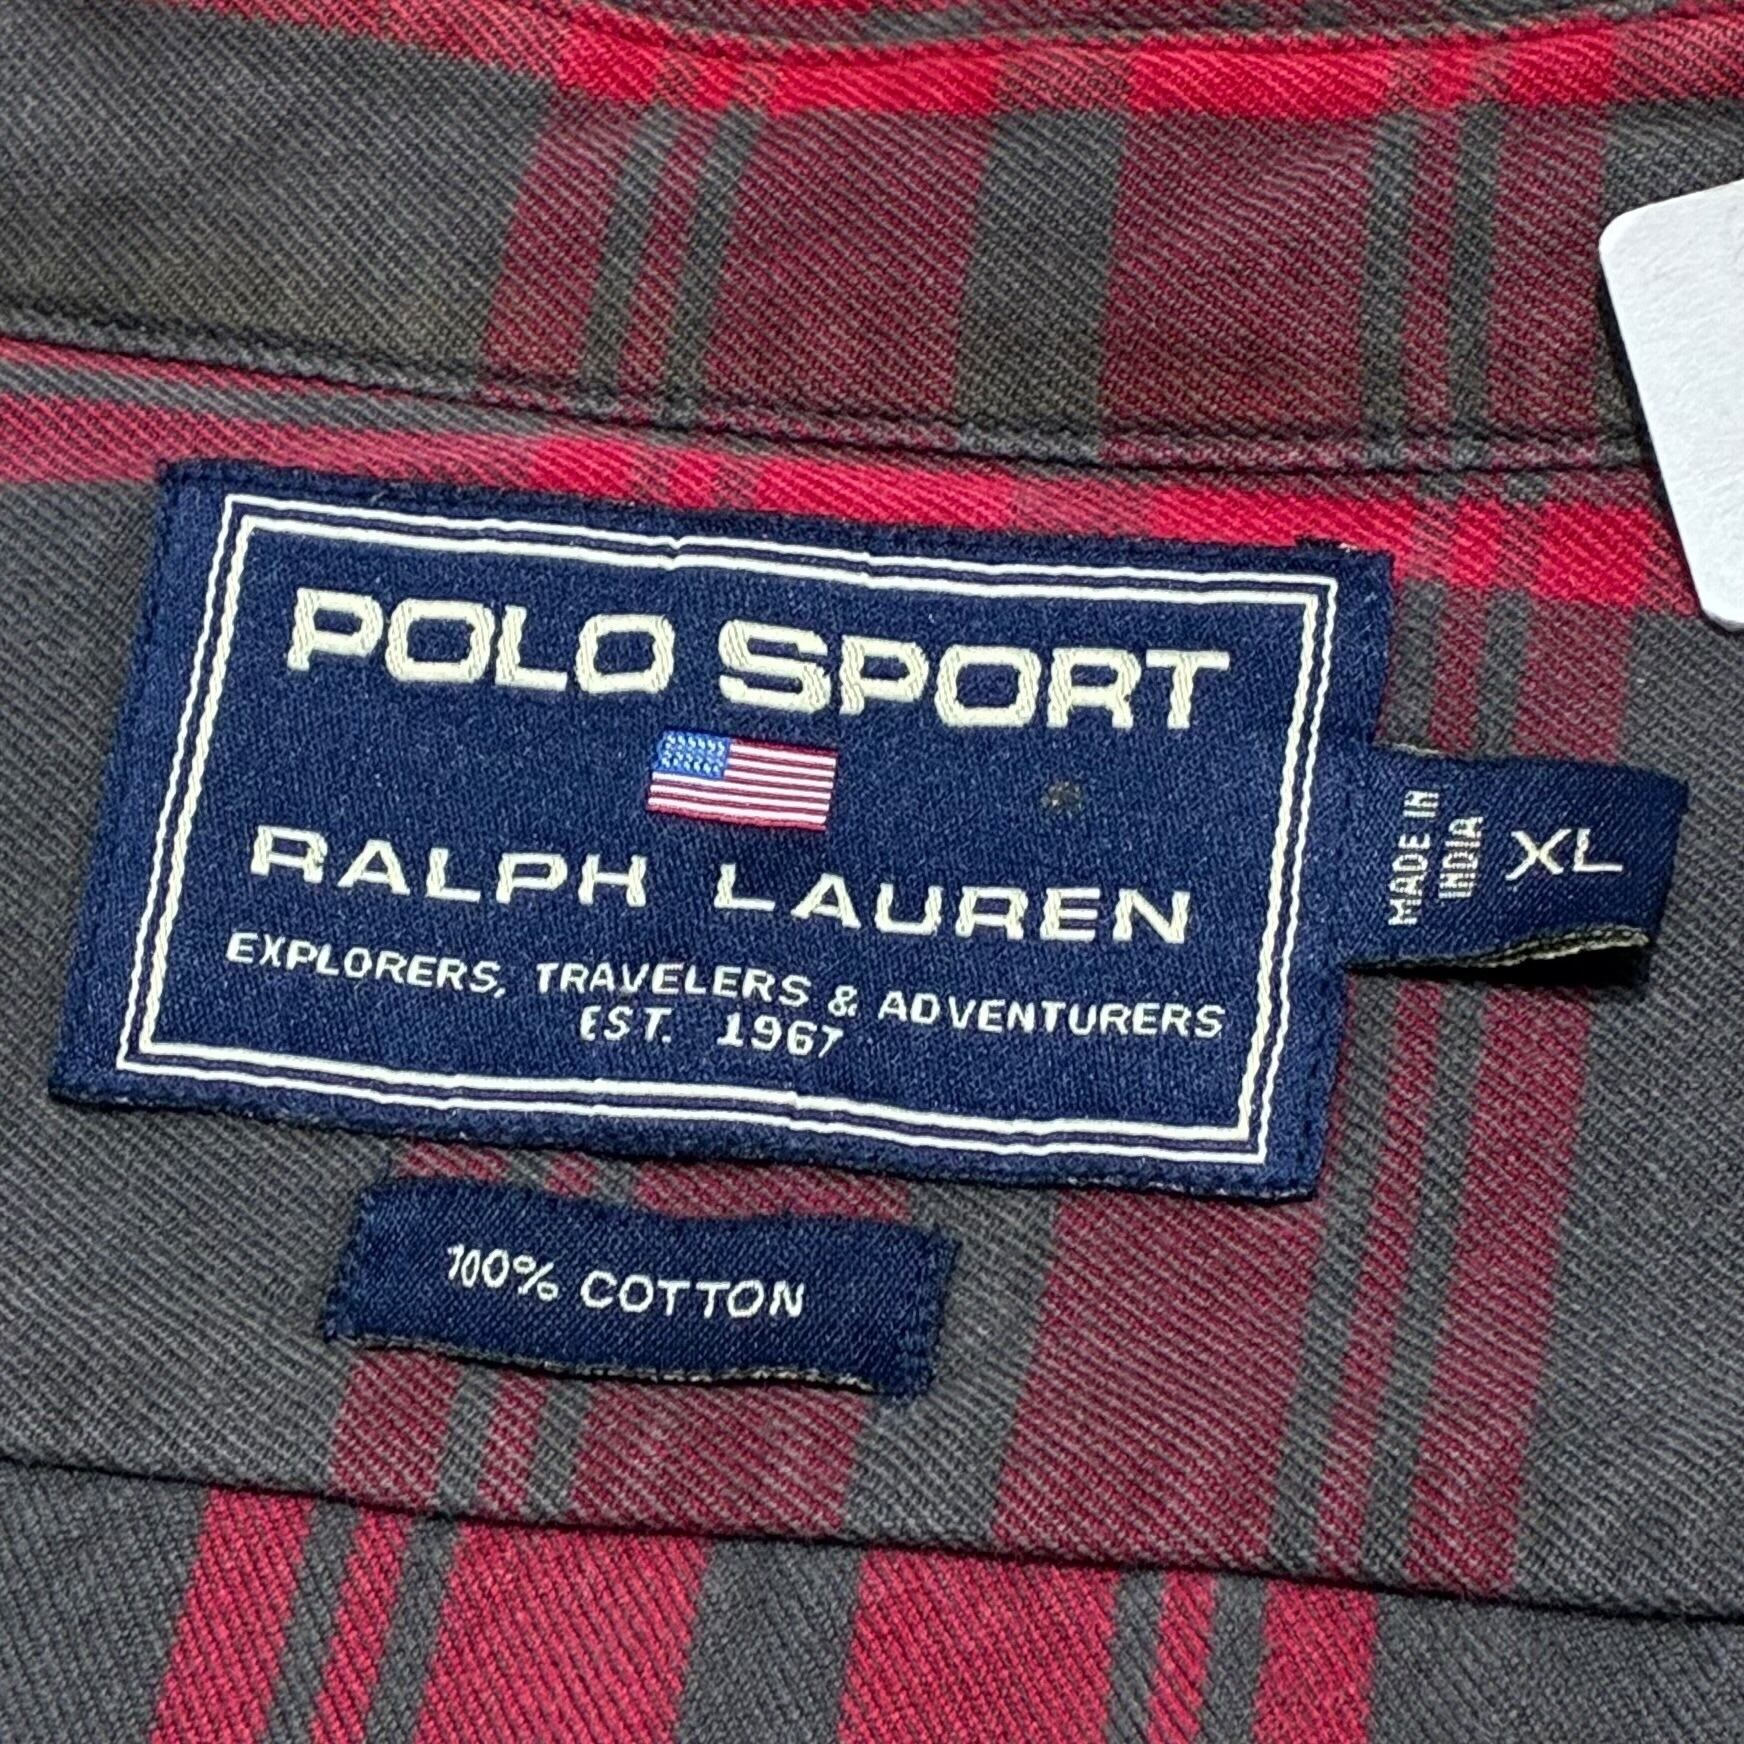 POLO SPORT
RALPH LAUREN
EXPLORERS, TRAVELERS & ADVENTURERS
EST. 1967
MADE IN
INDIA
XL
100% COTTON